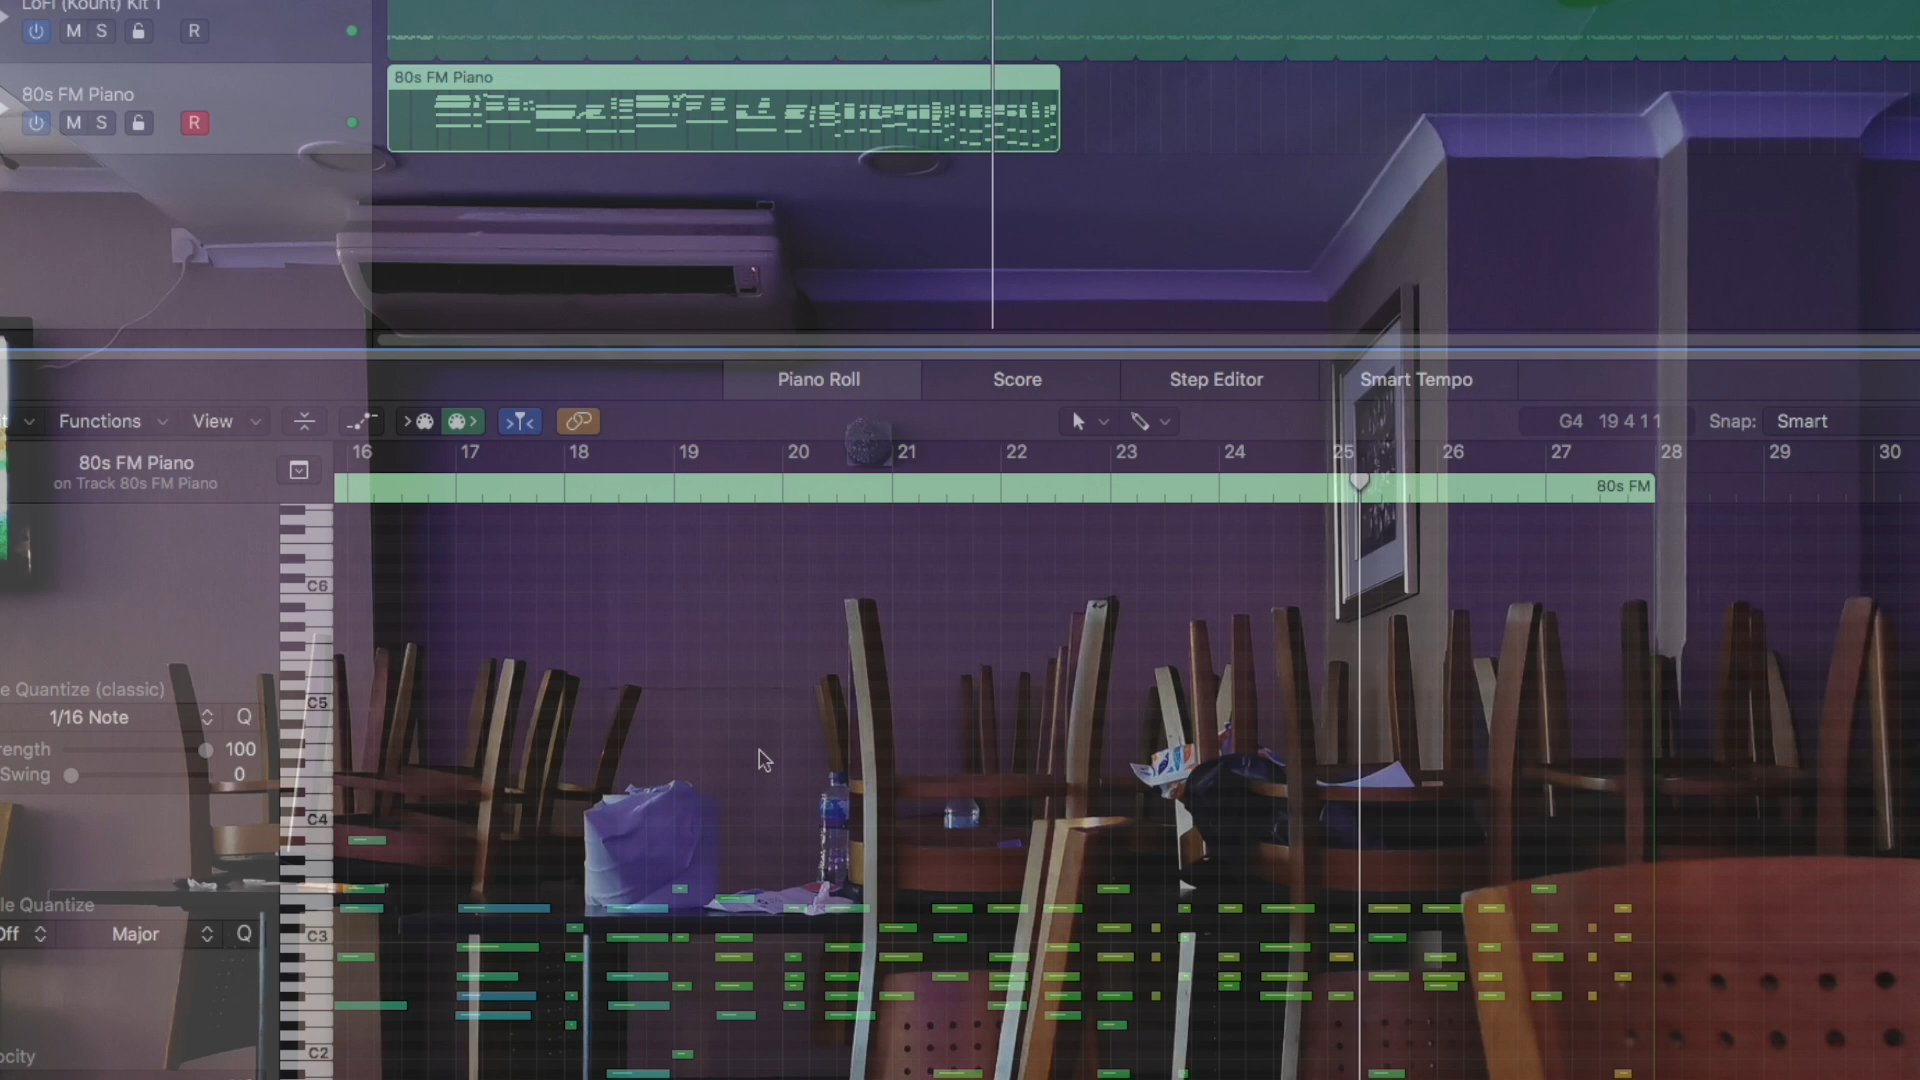 LoFi (Kount) Kit 1
M S R
80s FM Piano
80s FM Piano
M S R
Piano Roll Score Step Editor Smart Tempo
Functions View G4 19 4 1 1 Snap: Smart
80s FM Piano 16 17 18 19 20 21 22 23 24 25 26 27 28 29 30
on Track 80s FM Piano 80s FM
C6
e Quantize (classic)
C5
1/16 Note Q
rength 100
Swing 0
C4
le Quantize
Off Major Q
C3
C2
ocity